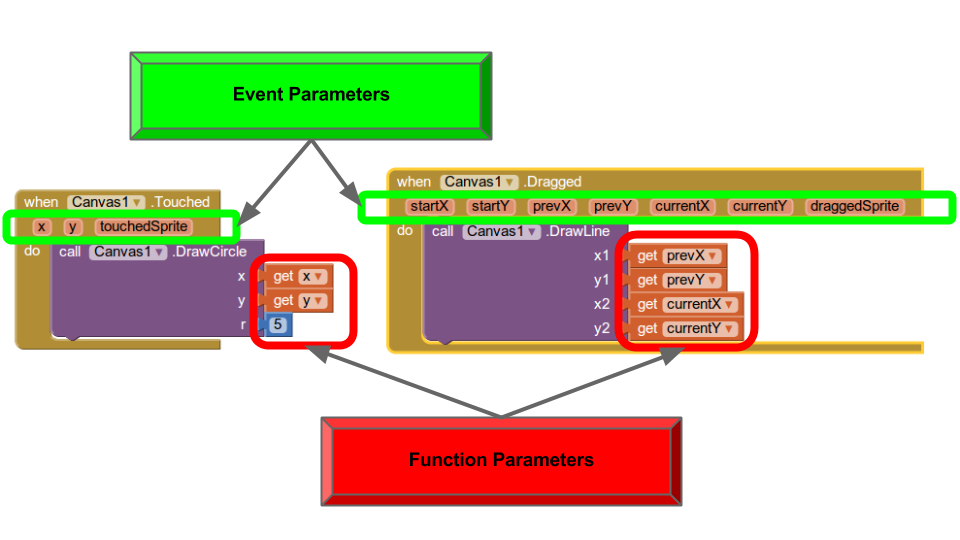 Event Parameters
when Canvas1 .Touched
x y touchedSprite
do call Canvas1 .DrawCircle
x get x
y get y
r 5
when Canvas1 .Dragged
startX startY prevX prevY currentX currentY draggedSprite
do call Canvas1 .DrawLine
x1 get prevX
y1 get prevY
x2 get currentX
y2 get currentY
Function Parameters